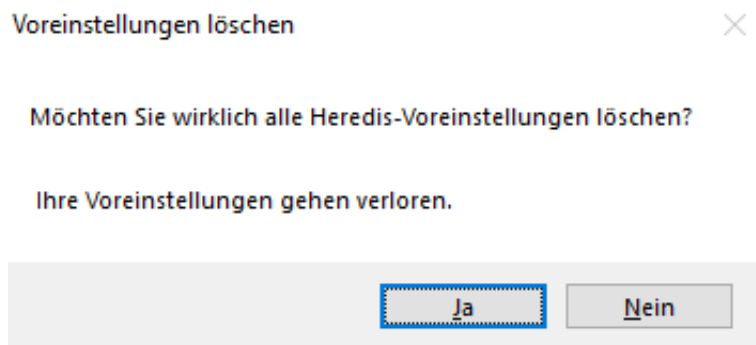 Voreinstellungen löschen
Möchten Sie wirklich alle Heredis-Voreinstellungen löschen?
Ihre Voreinstellungen gehen verloren.
Ja Nein